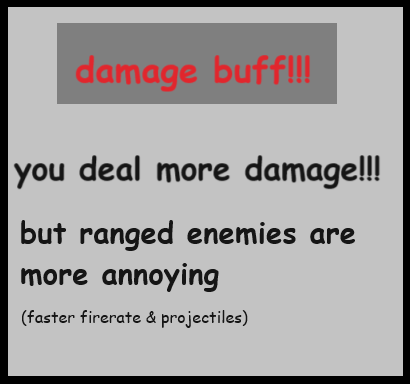 damage buff!!!
you deal more damage!!!
but ranged enemies are
more annoying
(faster firerate & projectiles)